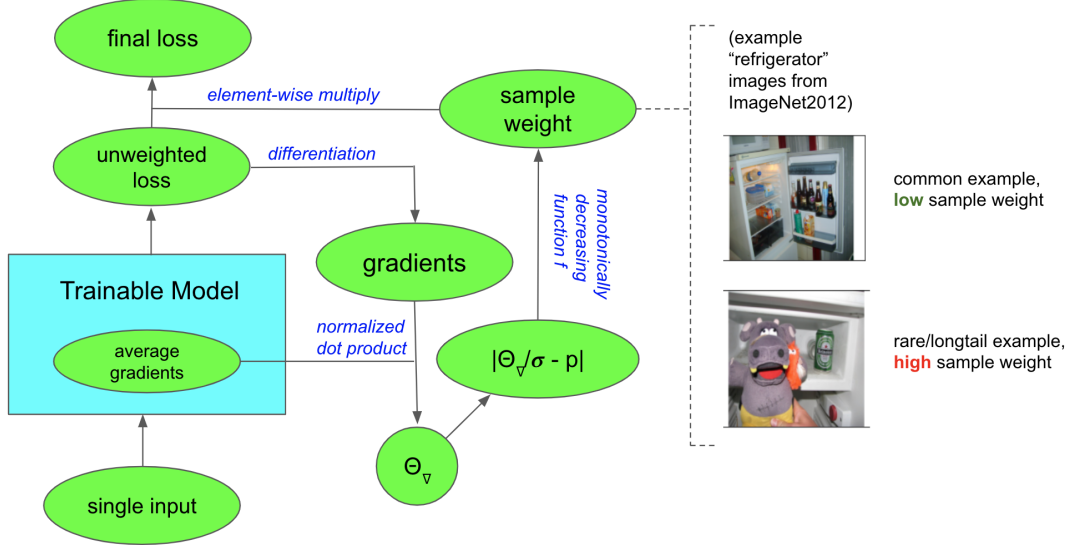 final loss
element-wise multiply
sample
weight
(example
“refrigerator”
images from
ImageNet2012)
unweighted
loss
differentiation
monotonically
decreasing
function f
common example,
low sample weight
gradients
Trainable Model
normalized
dot product
average
gradients
|Θ∇/σ - p|
rare/longtail example,
high sample weight
Θ∇
single input